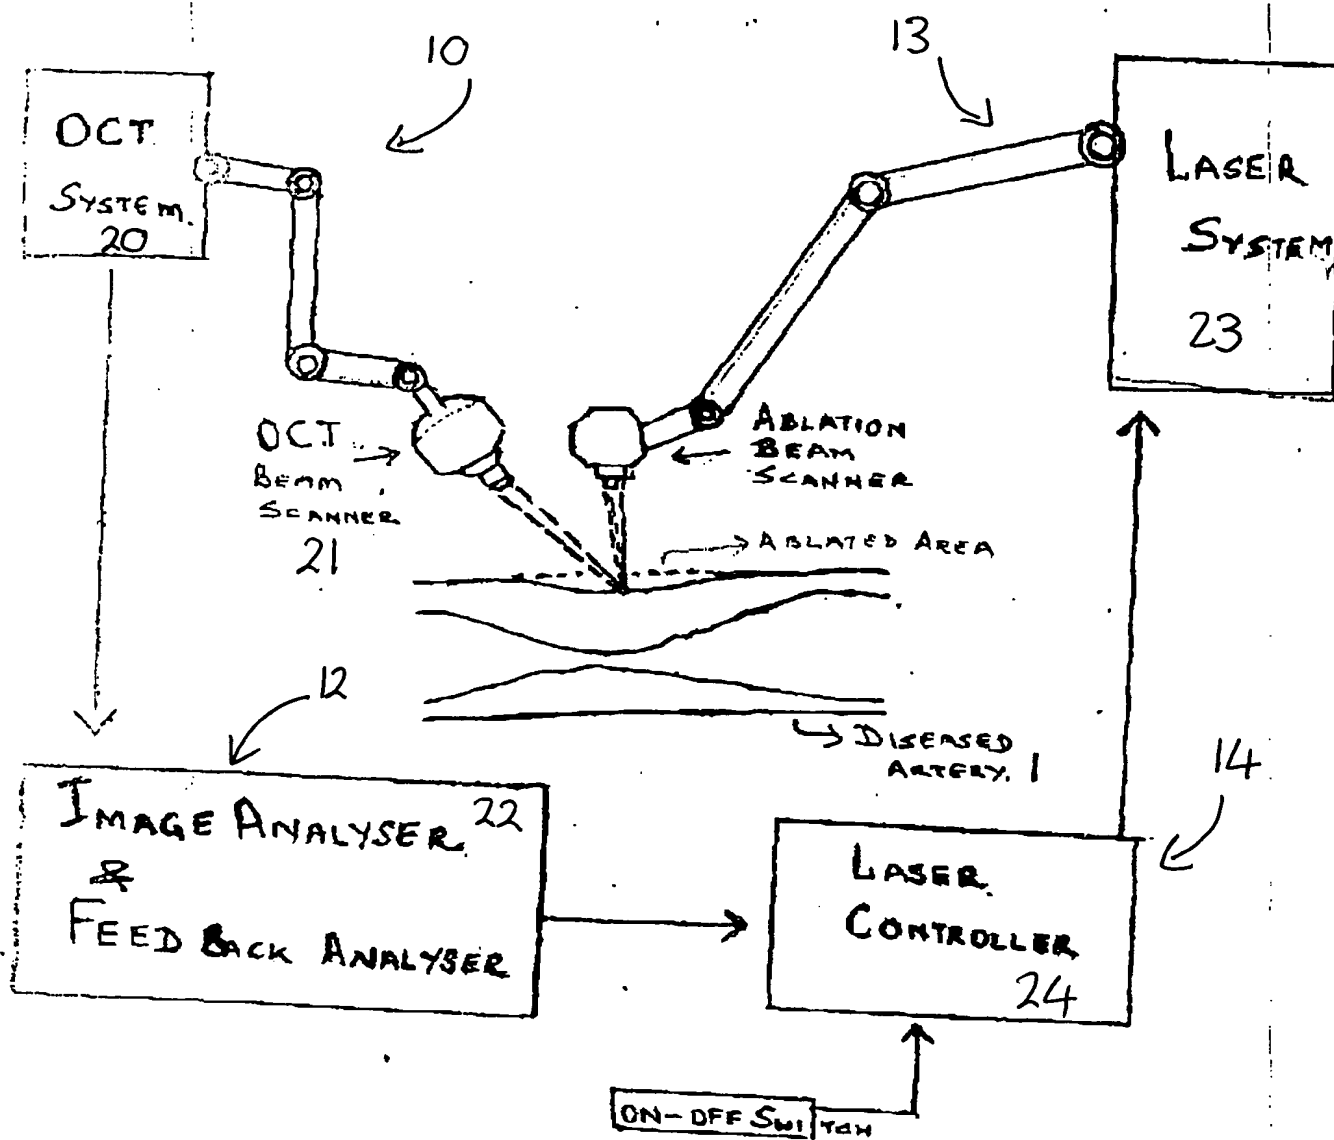 10
13
OCT
SYSTEM.
20
LASER
SYSTEM
23
OCT
BEAM
SCANNER
21
ABLATION
BEAM
SCANNER
ABLATED AREA
12
DISEASED
ARTERY. 1
14
IMAGE ANALYSER 22
&
FEED BACK ANALYSER
LASER
CONTROLLER
24
ON-OFF SWITCH